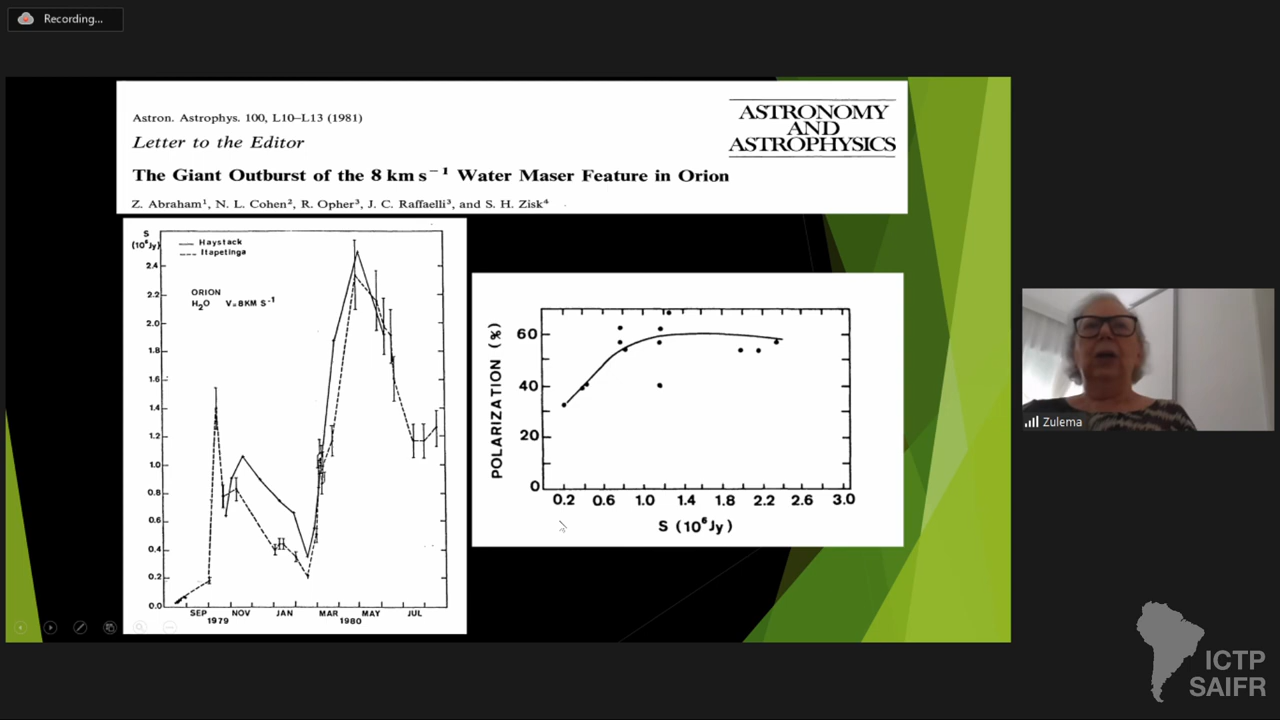 Recording...
Astron. Astrophys. 100, L10–L13 (1981)
ASTRONOMY
AND
ASTROPHYSICS
Letter to the Editor
The Giant Outburst of the 8 km s⁻¹ Water Maser Feature in Orion
Z. Abraham¹, N. L. Cohen², R. Opher³, J. C. Raffaelli³, and S. H. Zisk⁴
S
(10⁶Jy)
Haystack
Itapetinga
ORION
H₂O V=8KM S⁻¹
2.4
2.2
2.0
1.8
1.6
1.4
1.2
1.0
0.8
0.6
0.4
0.2
0.0
SEP NOV JAN MAR MAY JUL
1979 1980
POLARIZATION (%)
60
40
20
0
0.2 0.6 1.0 1.4 1.8 2.2 2.6 3.0
S (10⁶Jy)
Zulema
ICTP
SAIFR